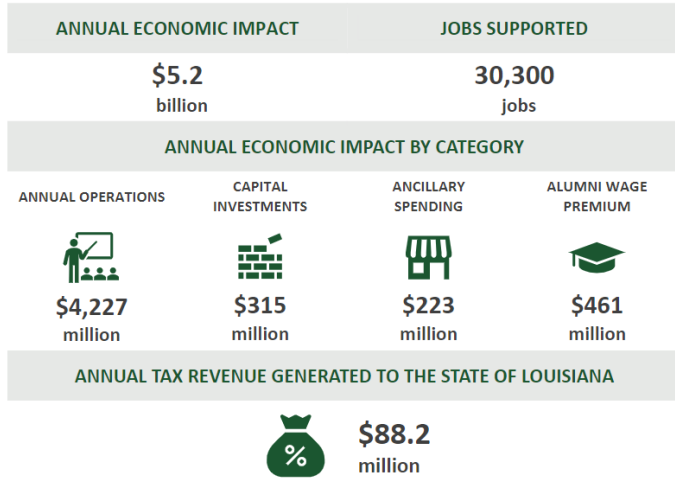 ANNUAL ECONOMIC IMPACT
JOBS SUPPORTED
$5.2
billion
30,300
jobs
ANNUAL ECONOMIC IMPACT BY CATEGORY
ANNUAL OPERATIONS
CAPITAL
INVESTMENTS
ANCILLARY
SPENDING
ALUMNI WAGE
PREMIUM
$4,227
million
$315
million
$223
million
$461
million
ANNUAL TAX REVENUE GENERATED TO THE STATE OF LOUISIANA
%
$88.2
million